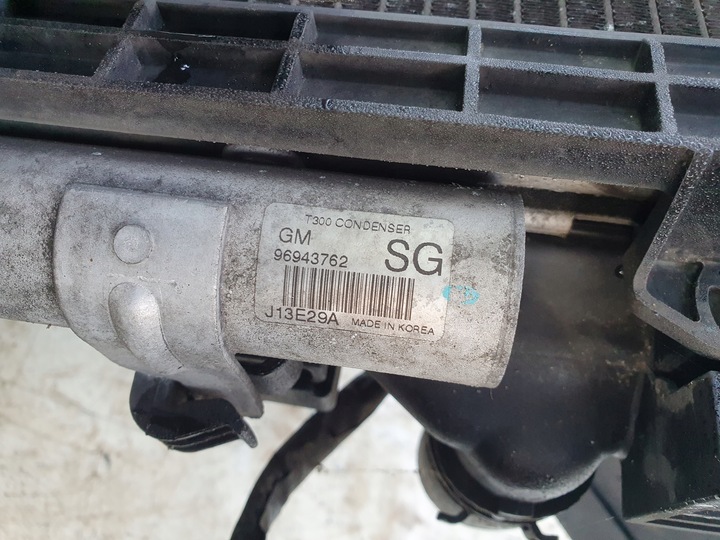 T300 CONDENSER
GM
SG
96943762
J13E29A MADE IN KOREA